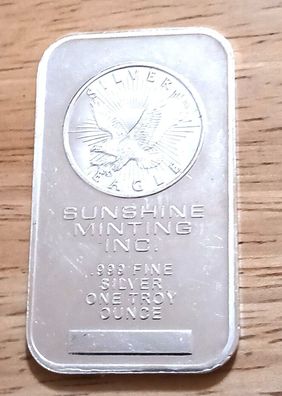 SILVER
EAGLE
SUNSHINE
MINTING
INC.
.999 FINE
SILVER
ONE TROY
OUNCE